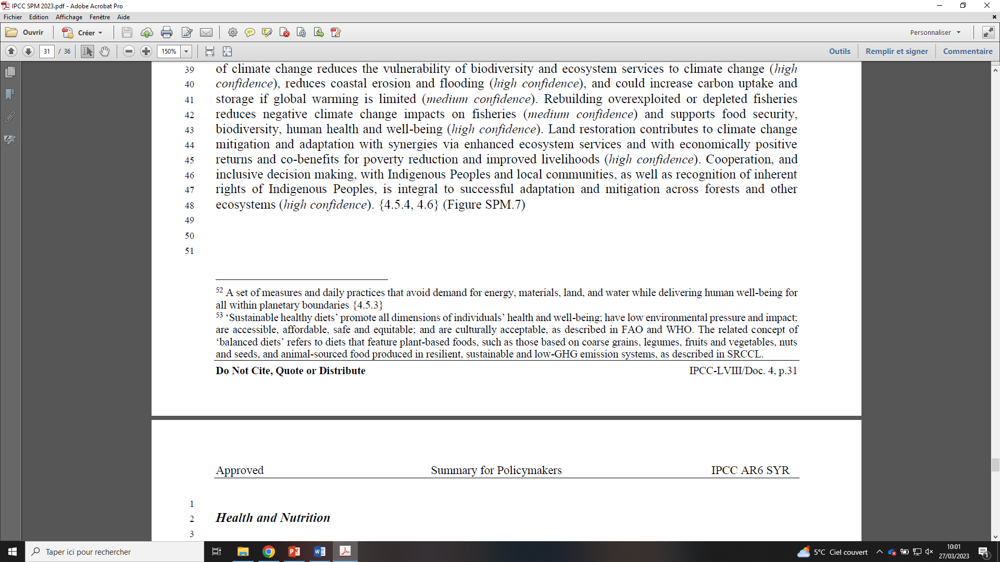 IPCC SPM 2023.pdf - Adobe Acrobat Pro
Fichier Edition Affichage Fenêtre Aide
Ouvrir Créer Personnaliser
31 / 36 150% Outils Remplir et signer Commentaire
39 of climate change reduces the vulnerability of biodiversity and ecosystem services to climate change (high
40 confidence), reduces coastal erosion and flooding (high confidence), and could increase carbon uptake and
41 storage if global warming is limited (medium confidence). Rebuilding overexploited or depleted fisheries
42 reduces negative climate change impacts on fisheries (medium confidence) and supports food security,
43 biodiversity, human health and well-being (high confidence). Land restoration contributes to climate change
44 mitigation and adaptation with synergies via enhanced ecosystem services and with economically positive
45 returns and co-benefits for poverty reduction and improved livelihoods (high confidence). Cooperation, and
46 inclusive decision making, with Indigenous Peoples and local communities, as well as recognition of inherent
47 rights of Indigenous Peoples, is integral to successful adaptation and mitigation across forests and other
48 ecosystems (high confidence). {4.5.4, 4.6} (Figure SPM.7)
49
50
51
52 A set of measures and daily practices that avoid demand for energy, materials, land, and water while delivering human well-being for
all within planetary boundaries {4.5.3}
53 ‘Sustainable healthy diets’ promote all dimensions of individuals’ health and well-being; have low environmental pressure and impact;
are accessible, affordable, safe and equitable; and are culturally acceptable, as described in FAO and WHO. The related concept of
‘balanced diets’ refers to diets that feature plant-based foods, such as those based on coarse grains, legumes, fruits and vegetables, nuts
and seeds, and animal-sourced food produced in resilient, sustainable and low-GHG emission systems, as described in SRCCL.
Do Not Cite, Quote or Distribute IPCC-LVIII/Doc. 4, p.31
Approved Summary for Policymakers IPCC AR6 SYR
1
2 Health and Nutrition
3
Taper ici pour rechercher 5°C Ciel couvert 10:01
27/03/2023 1